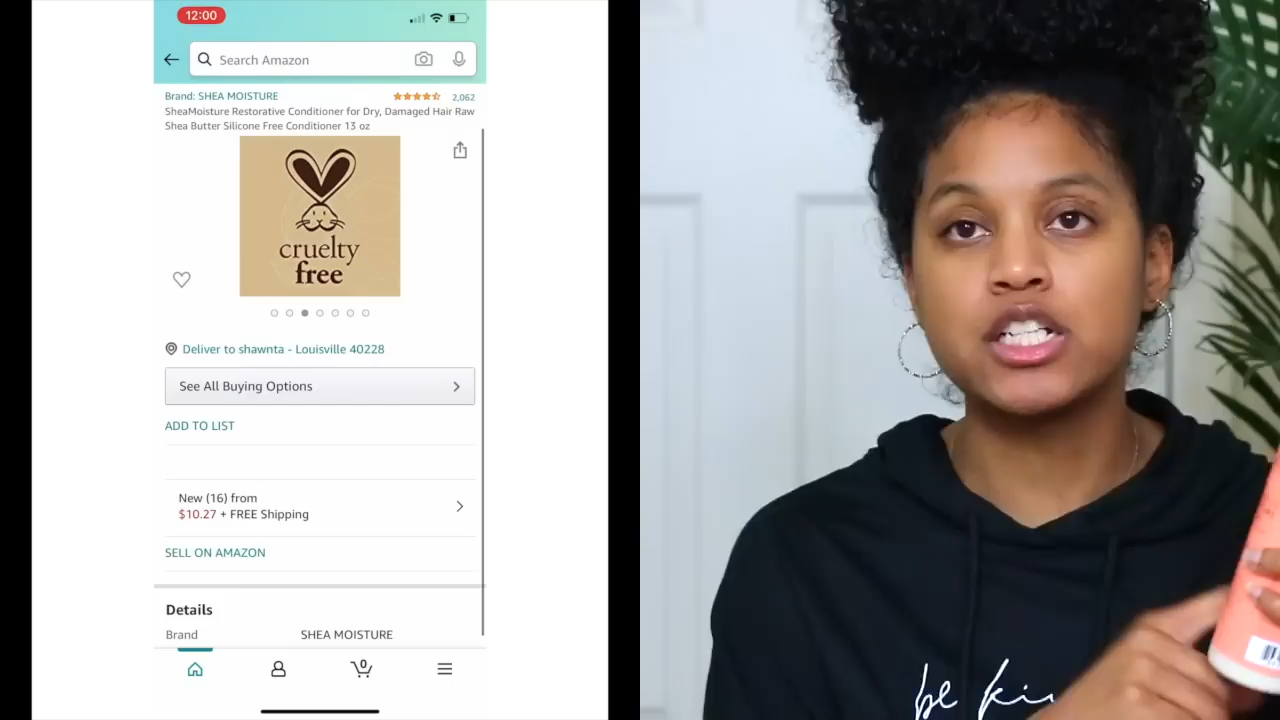 12:00
Search Amazon
Brand: SHEA MOISTURE
2,062
SheaMoisture Restorative Conditioner for Dry, Damaged Hair Raw
Shea Butter Silicone Free Conditioner 13 oz
cruelty
free
Deliver to shawnta - Louisville 40228
See All Buying Options
ADD TO LIST
New (16) from
$10.27 + FREE Shipping
SELL ON AMAZON
Details
Brand SHEA MOISTURE
0
be kin